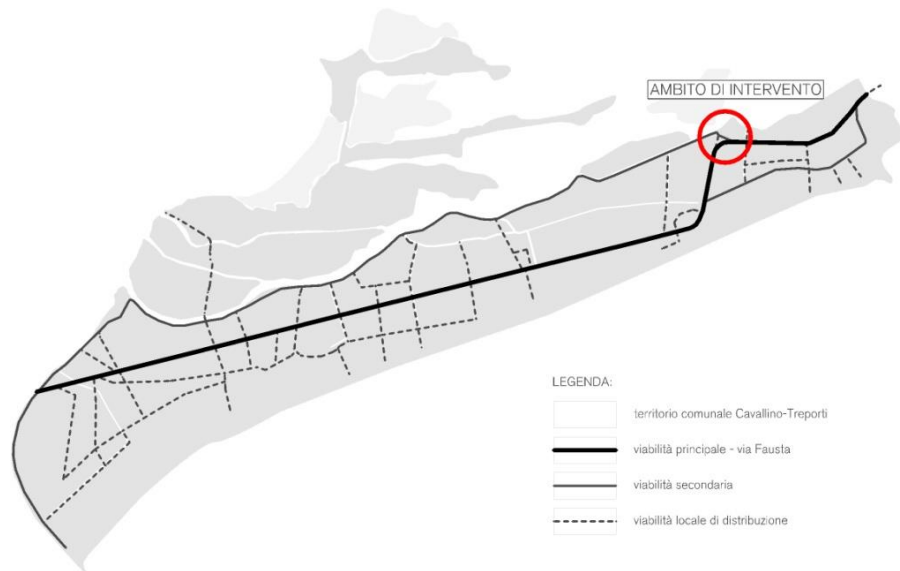 AMBITO DI INTERVENTO
LEGENDA:
territorio comunale Cavallino-Treporti
viabilità principale - via Fausta
viabilità secondaria
viabilità locale di distribuzione